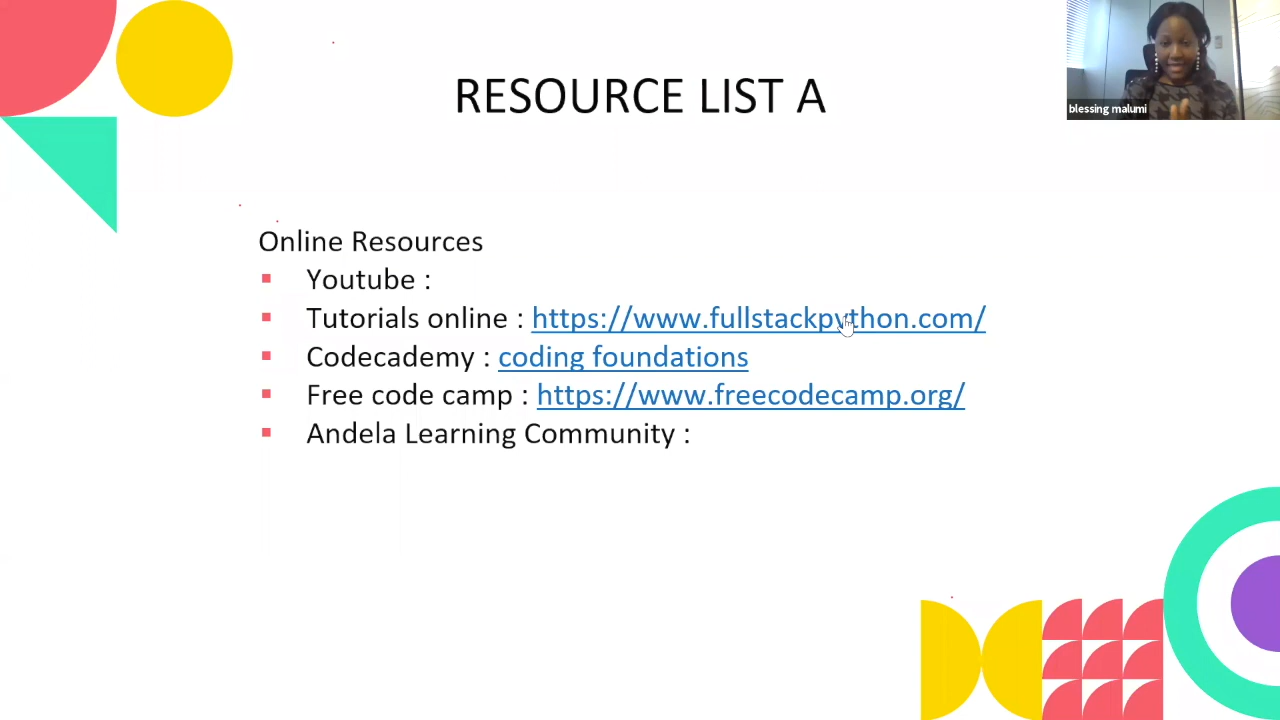 RESOURCE LIST A
blessing malumi
Online Resources
Youtube :
Tutorials online : https://www.fullstackpython.com/
Codecademy : coding foundations
Free code camp : https://www.freecodecamp.org/
Andela Learning Community :